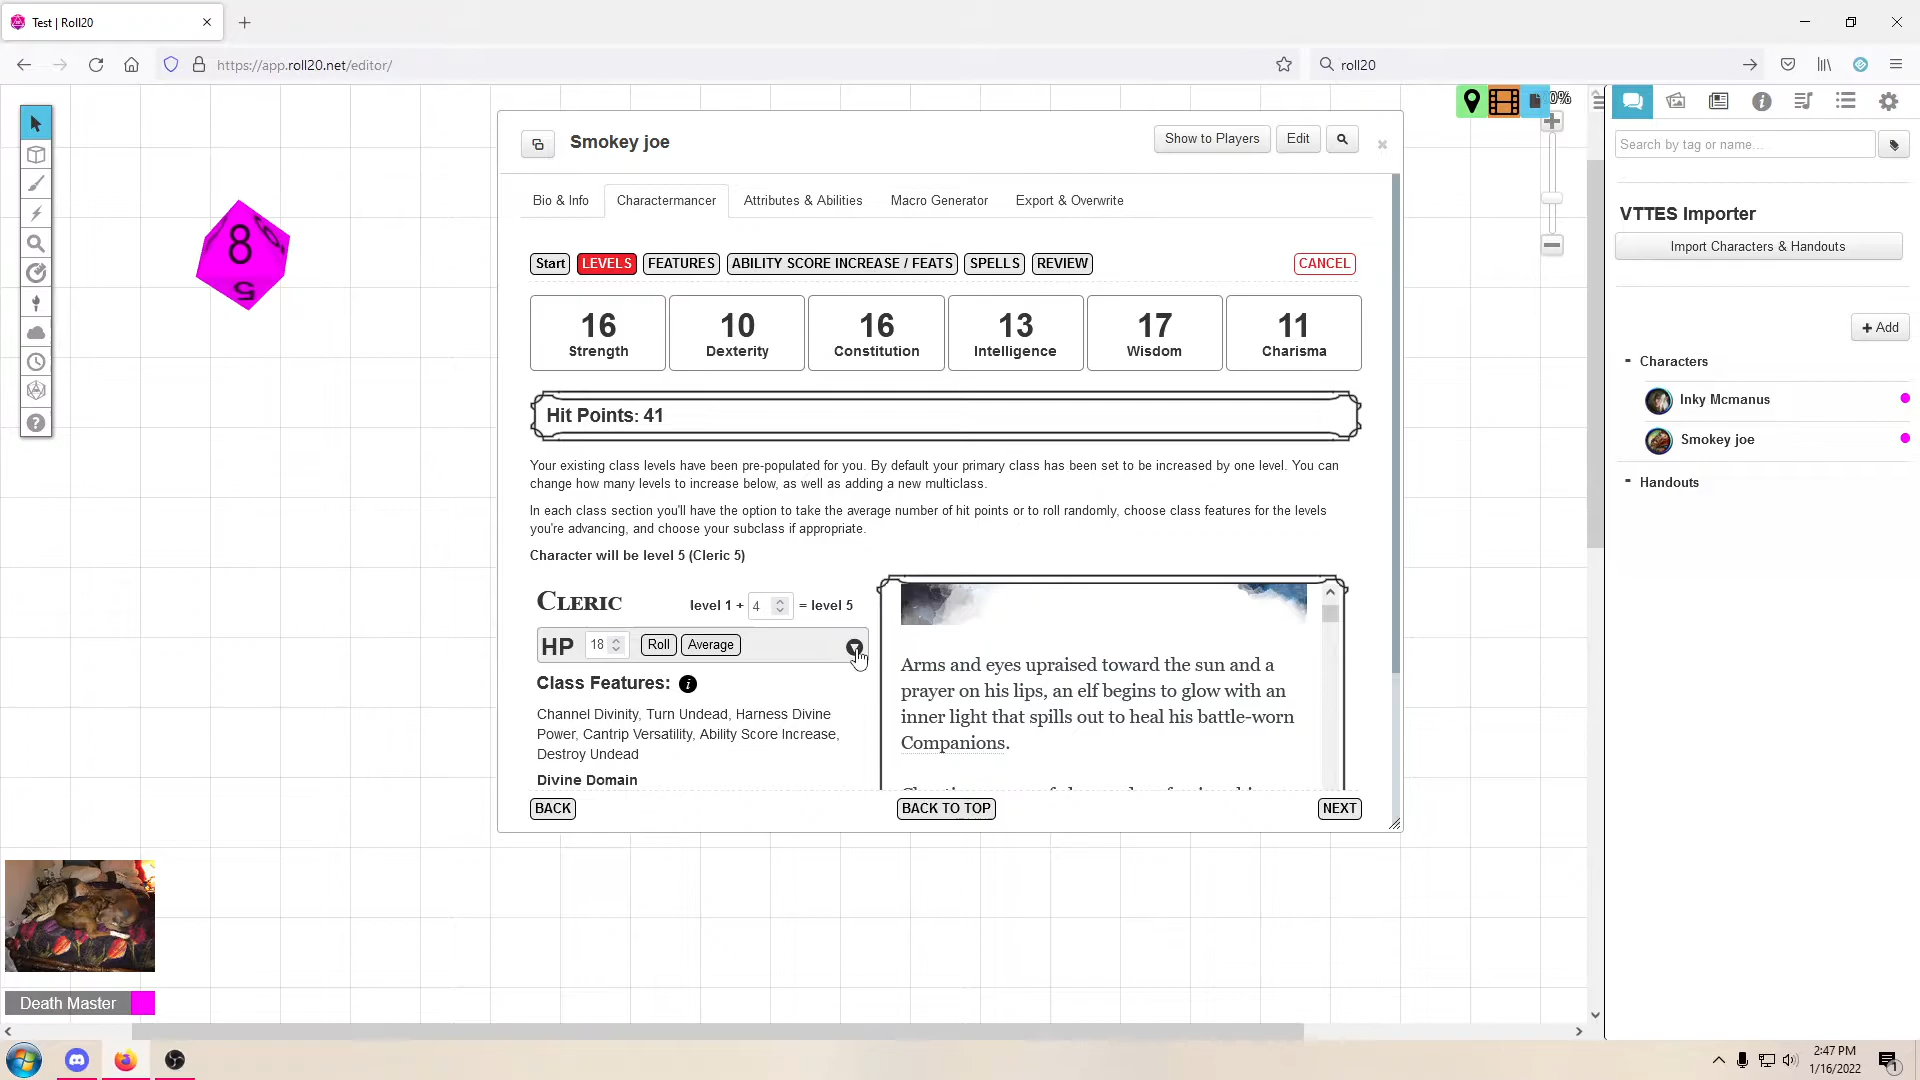 Test | Roll20
https://app.roll20.net/editor/
roll20
8
5
Smokey joe
Show to Players
Edit
Bio & Info
Charactermancer
Attributes & Abilities
Macro Generator
Export & Overwrite
Start
LEVELS
FEATURES
ABILITY SCORE INCREASE / FEATS
SPELLS
REVIEW
CANCEL
16
Strength
10
Dexterity
16
Constitution
13
Intelligence
17
Wisdom
11
Charisma
Hit Points: 41
Your existing class levels have been pre-populated for you. By default your primary class has been set to be increased by one level. You can
change how many levels to increase below, as well as adding a new multiclass.
In each class section you'll have the option to take the average number of hit points or to roll randomly, choose class features for the levels
you're advancing, and choose your subclass if appropriate.
Character will be level 5 (Cleric 5)
CLERIC
level 1 + 4 = level 5
HP 18 Roll Average
Class Features:
Channel Divinity, Turn Undead, Harness Divine
Power, Cantrip Versatility, Ability Score Increase,
Destroy Undead
Divine Domain
Arms and eyes upraised toward the sun and a
prayer on his lips, an elf begins to glow with an
inner light that spills out to heal his battle-worn
Companions.
BACK
BACK TO TOP
NEXT
0%
Search by tag or name...
VTTES Importer
Import Characters & Handouts
+ Add
Characters
Inky Mcmanus
Smokey joe
Handouts
Death Master
2:47 PM
1/16/2022
1